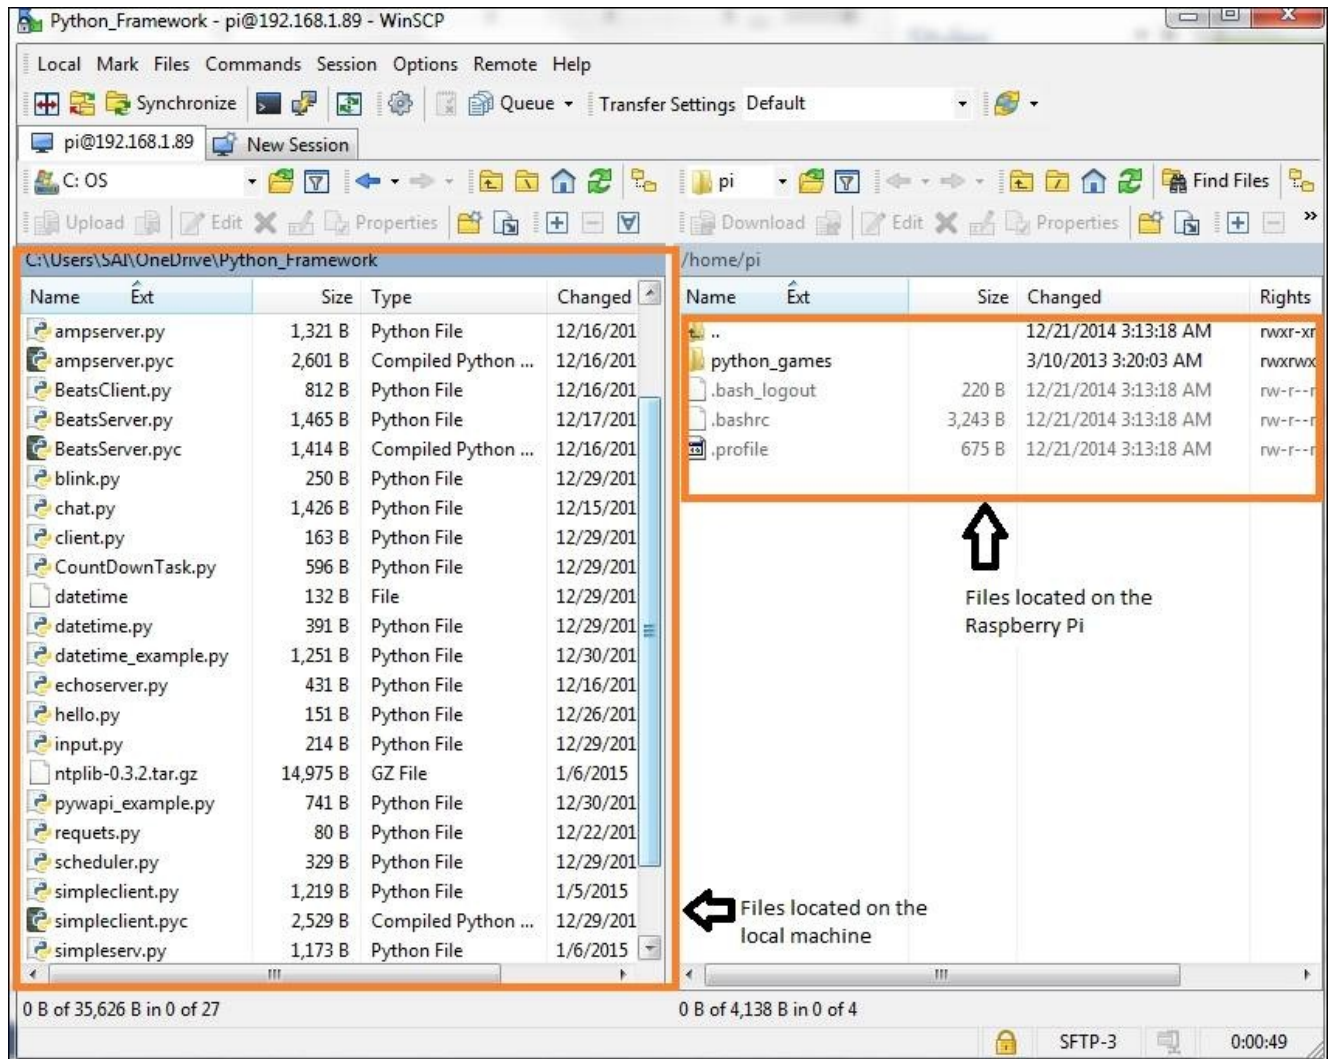 Python_Framework - pi@192.168.1.89 - WinSCP
Local Mark Files Commands Session Options Remote Help
Synchronize Queue Transfer Settings Default
pi@192.168.1.89 New Session
C: OS pi Find Files
Upload Edit Properties Download Edit Properties »
C:\Users\SAI\OneDrive\Python_Framework
Name Ext Size Type Changed
ampserver.py 1,321 B Python File 12/16/201
ampserver.pyc 2,601 B Compiled Python ... 12/16/201
BeatsClient.py 812 B Python File 12/16/201
BeatsServer.py 1,465 B Python File 12/17/201
BeatsServer.pyc 1,414 B Compiled Python ... 12/16/201
blink.py 250 B Python File 12/29/201
chat.py 1,426 B Python File 12/15/201
client.py 163 B Python File 12/29/201
CountDownTask.py 596 B Python File 12/29/201
datetime 132 B File 12/29/201
datetime.py 391 B Python File 12/29/201
datetime_example.py 1,251 B Python File 12/30/201
echoserver.py 431 B Python File 12/16/201
hello.py 151 B Python File 12/26/201
input.py 214 B Python File 12/29/201
ntplib-0.3.2.tar.gz 14,975 B GZ File 1/6/2015
pywapi_example.py 741 B Python File 12/30/201
requets.py 80 B Python File 12/22/201
scheduler.py 329 B Python File 12/29/201
simpleclient.py 1,219 B Python File 1/5/2015
simpleclient.pyc 2,529 B Compiled Python ... 12/29/201
simpleserv.py 1,173 B Python File 1/6/2015
0 B of 35,626 B in 0 of 27
/home/pi
Name Ext Size Changed Rights
.. 12/21/2014 3:13:18 AM rwxr-xr
python_games 3/10/2013 3:20:03 AM rwxrwx
.bash_logout 220 B 12/21/2014 3:13:18 AM rw-r--r
.bashrc 3,243 B 12/21/2014 3:13:18 AM rw-r--r
.profile 675 B 12/21/2014 3:13:18 AM rw-r--r
Files located on the
Raspberry Pi
Files located on the
local machine
0 B of 4,138 B in 0 of 4
SFTP-3 0:00:49